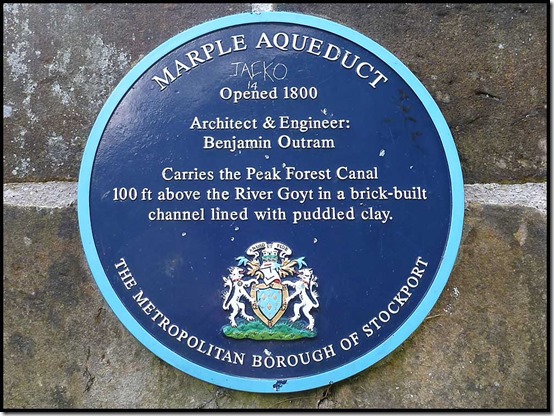 MARPLE AQUEDUCT
Opened 1800
Architect & Engineer:
Benjamin Outram
Carries the Peak Forest Canal
100 ft above the River Goyt in a brick-built
channel lined with puddled clay.
THE METROPOLITAN BOROUGH OF STOCKPORT